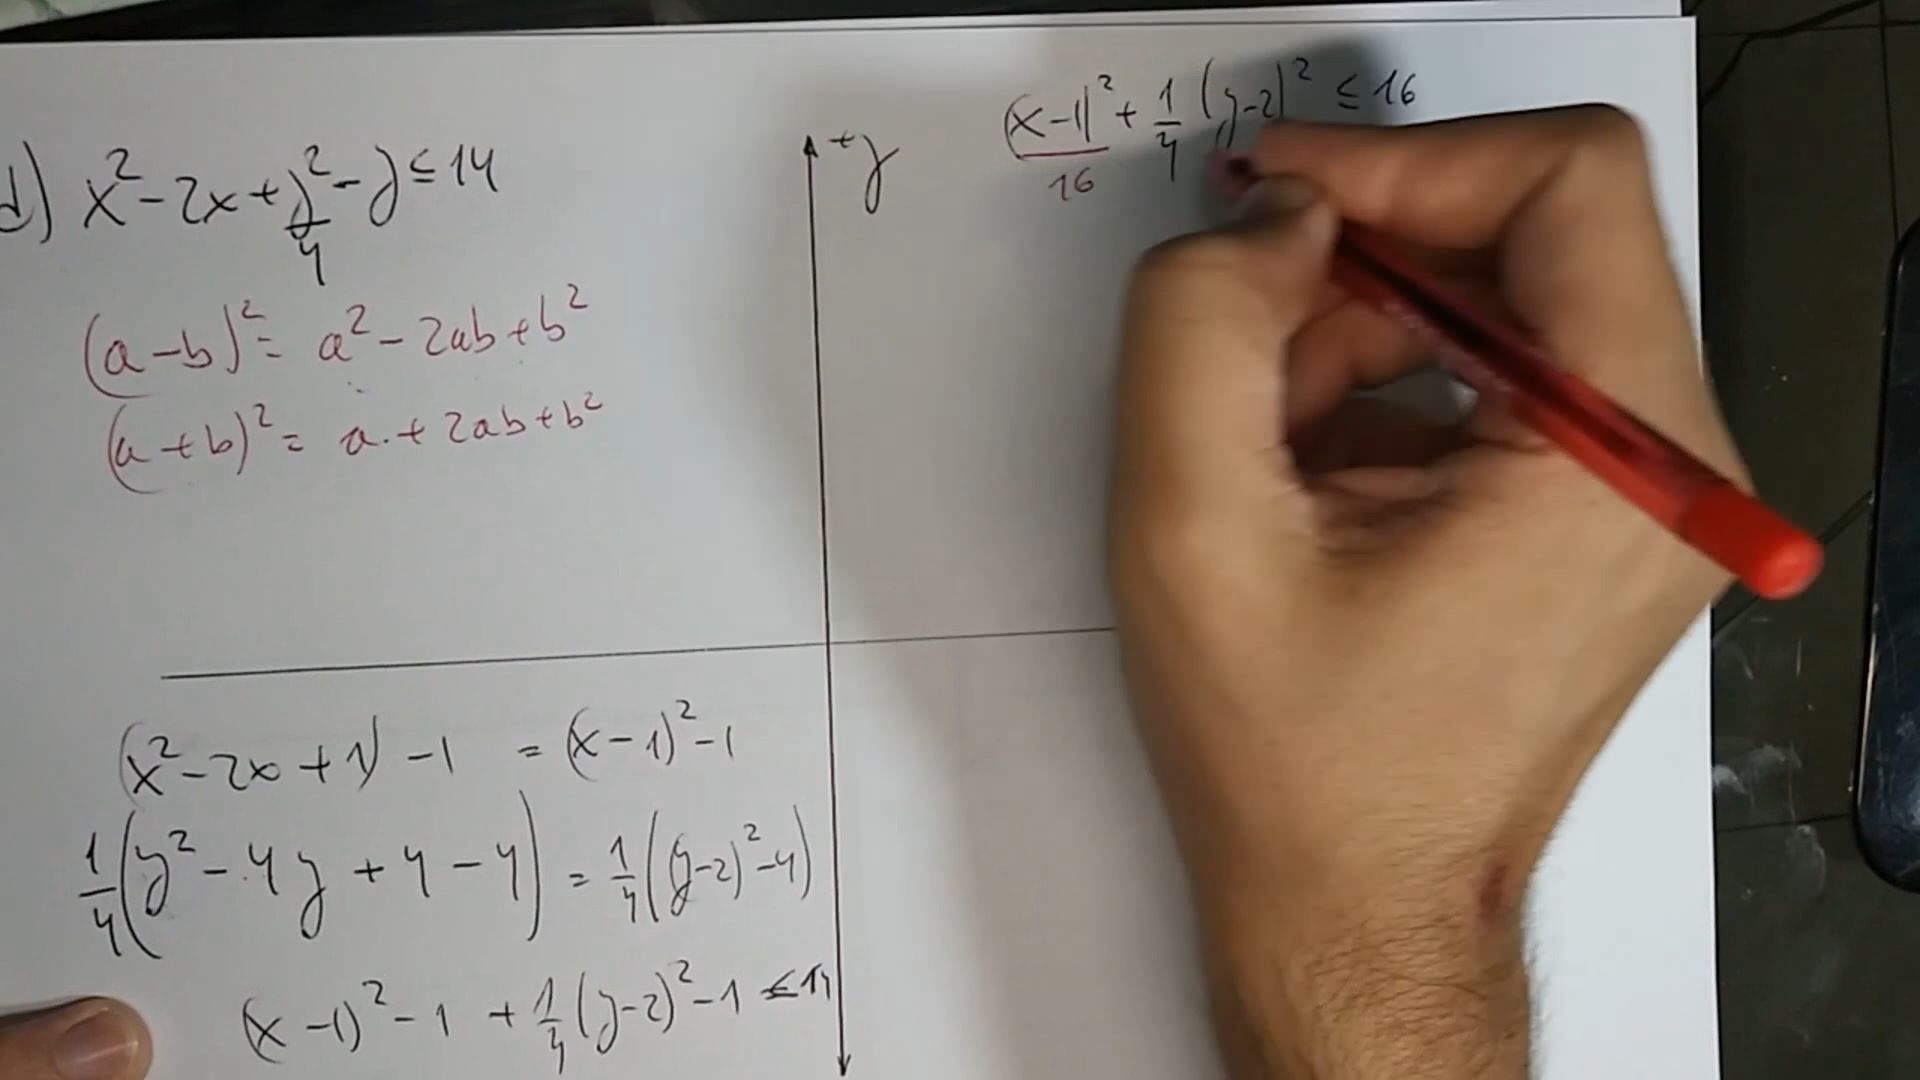 d) x² - 2x + y²/4 - y ≤ 14
(a - b)² = a² - 2ab + b²
(a + b)² = a + 2ab + b²
(x² - 2x + 1) - 1 = (x - 1)² - 1
1/4 (y² - 4y + 4 - 4) = 1/4 ((y - 2)² - 4)
(x - 1)² - 1 + 1/4 (y - 2)² - 1 ≤ 14
+y
(x - 1)² + 1/4 (y - 2)² ≤ 16
16